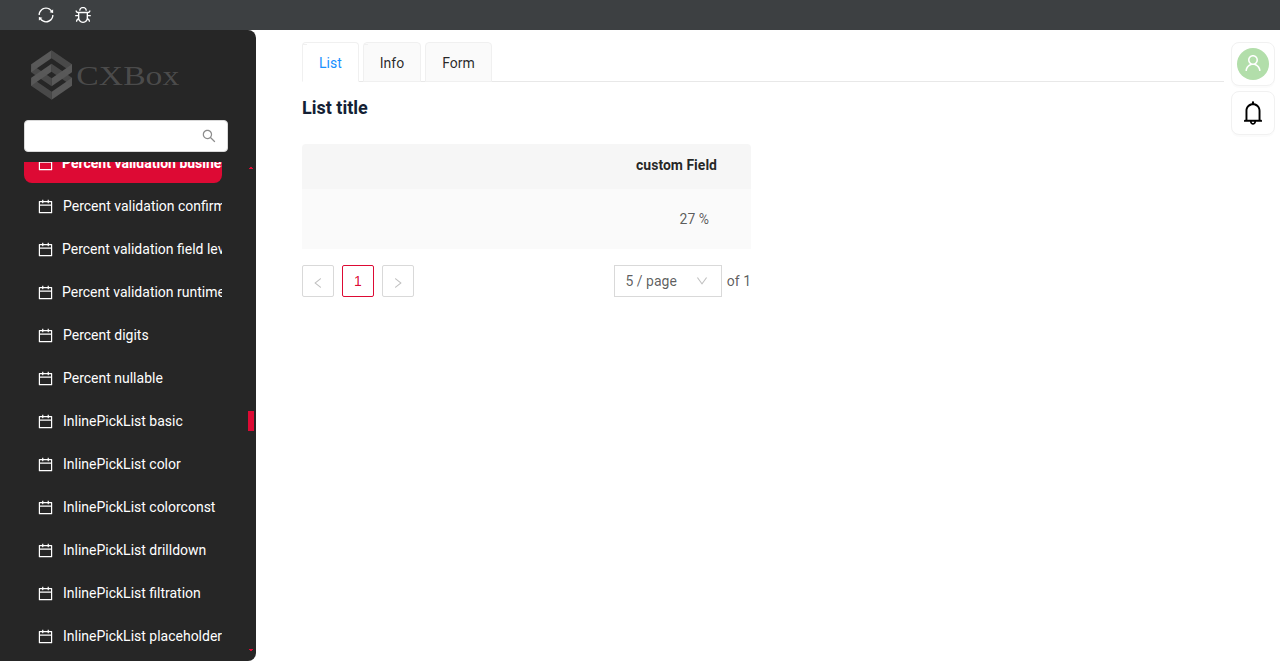 CXBox
Percent validation busine
Percent validation confirm
Percent validation field lev
Percent validation runtime
Percent digits
Percent nullable
InlinePickList basic
InlinePickList color
InlinePickList colorconst
InlinePickList drilldown
InlinePickList filtration
InlinePickList placeholder
List Info Form
List title
custom Field
27 %
1 5 / page of 1